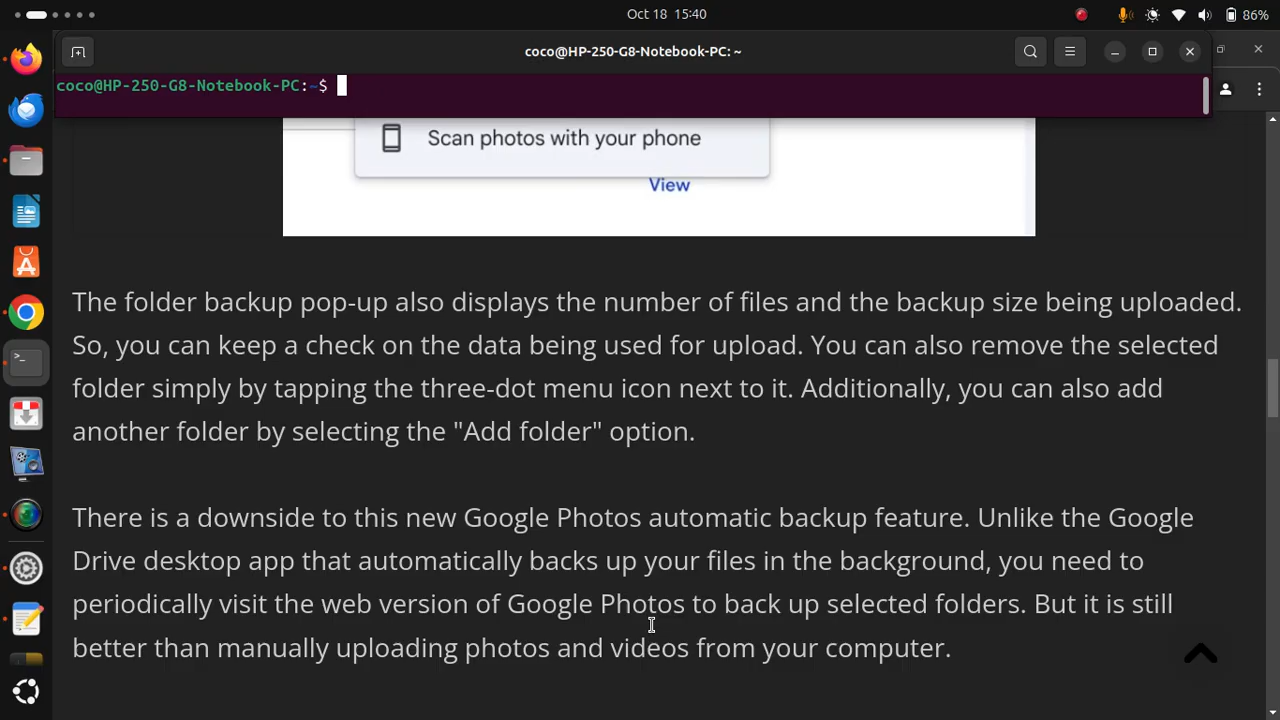 Oct 18 15:40
86%
coco@HP-250-G8-Notebook-PC: ~
coco@HP-250-G8-Notebook-PC:~$
Scan photos with your phone
View
The folder backup pop-up also displays the number of files and the backup size being uploaded.
So, you can keep a check on the data being used for upload. You can also remove the selected
folder simply by tapping the three-dot menu icon next to it. Additionally, you can also add
another folder by selecting the "Add folder" option.
There is a downside to this new Google Photos automatic backup feature. Unlike the Google
Drive desktop app that automatically backs up your files in the background, you need to
periodically visit the web version of Google Photos to back up selected folders. But it is still
better than manually uploading photos and videos from your computer.